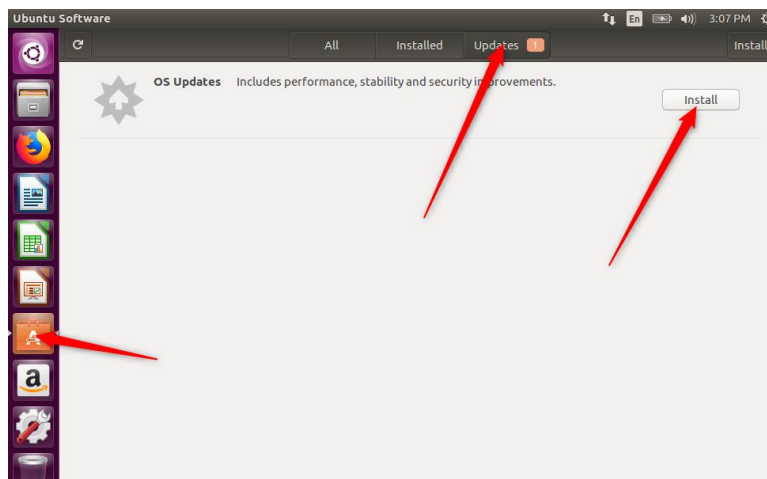 Ubuntu Software
En
3:07 PM
All
Installed
Updates 1
Install
OS Updates
Includes performance, stability and security improvements.
Install
A
a